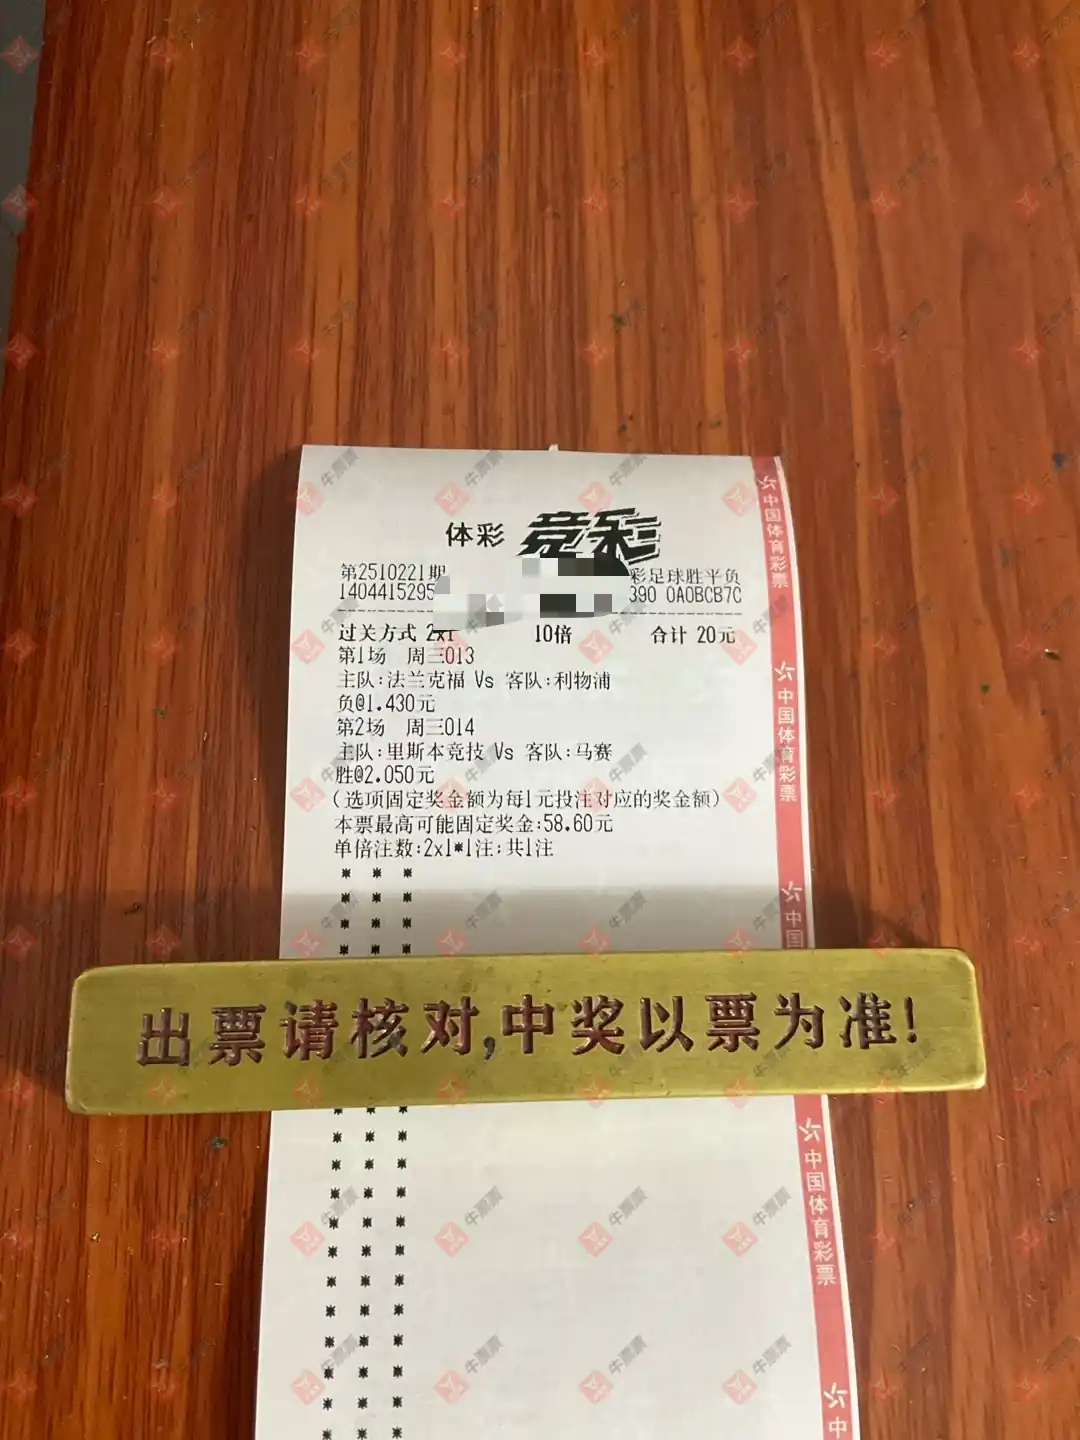 体彩 竞彩
第2510221期 彩足球胜平负
1404415295 390 0A0BCB7C
过关方式 2x1 10倍 合计 20元
第1场 周三013
主队:法兰克福 Vs 客队:利物浦
负@1.430元
第2场 周三014
主队:里斯本竞技 Vs 客队:马赛
胜@2.050元
(选项固定奖金额为每1元投注对应的奖金额)
本票最高可能固定奖金:58.60元
单倍注数:2x1*1注;共1注
出票请核对,中奖以票为准!
中国体育彩票
中国体育彩票
中国
中国体育彩票
中
牛票票